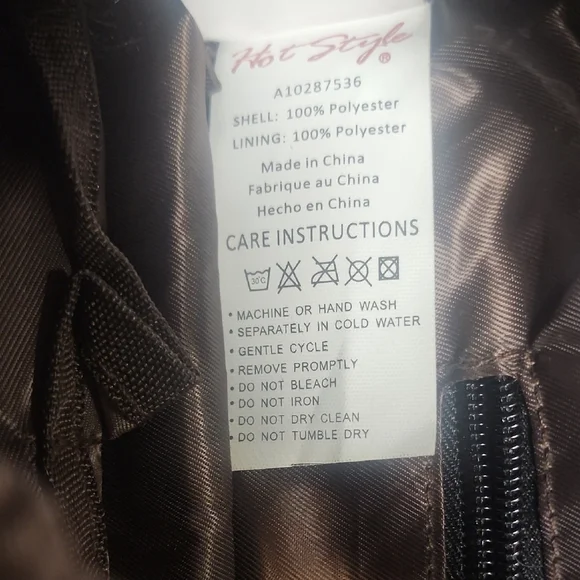 Hot Style ®
A10287536
SHELL: 100% Polyester
LINING: 100% Polyester
Made in China
Fabrique au China
Hecho en China
CARE INSTRUCTIONS
30°C
• MACHINE OR HAND WASH
• SEPARATELY IN COLD WATER
• GENTLE CYCLE
• REMOVE PROMPTLY
• DO NOT BLEACH
• DO NOT IRON
• DO NOT DRY CLEAN
• DO NOT TUMBLE DRY